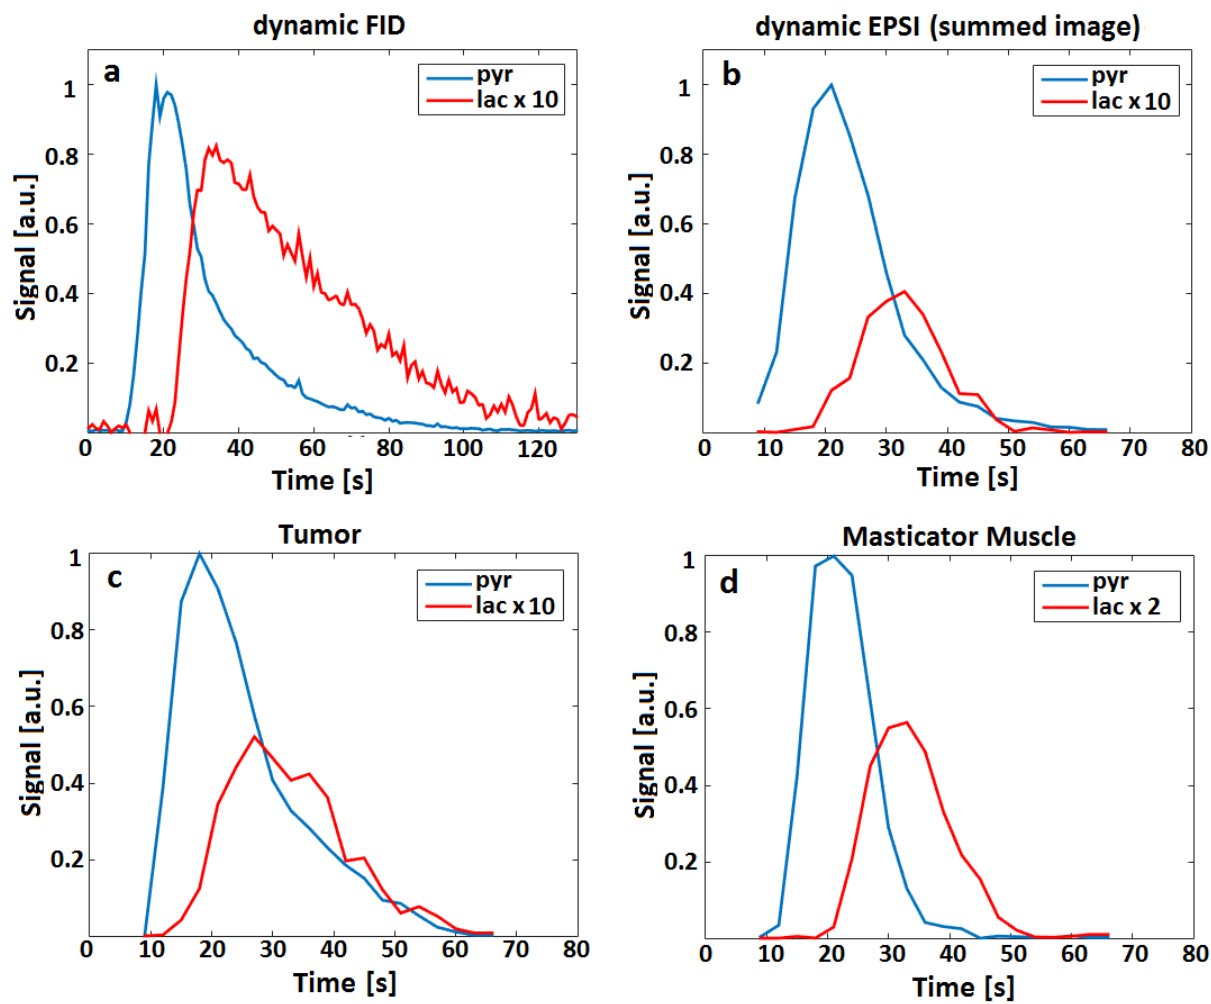 dynamic FID
a
pyr
lac x 10
1
0.8
0.6
0.4
0.2
Signal [a.u.]
0 20 40 60 80 100 120
Time [s]
dynamic EPSI (summed image)
b
pyr
lac x 10
1
0.8
0.6
0.4
0.2
Signal [a.u.]
0 10 20 30 40 50 60 70 80
Time [s]
Tumor
c
pyr
lac x 10
1
0.8
0.6
0.4
0.2
Signal [a.u.]
0 10 20 30 40 50 60 70 80
Time [s]
Masticator Muscle
d
pyr
lac x 2
1
0.8
0.6
0.4
0.2
Signal [a.u.]
0 10 20 30 40 50 60 70 80
Time [s]